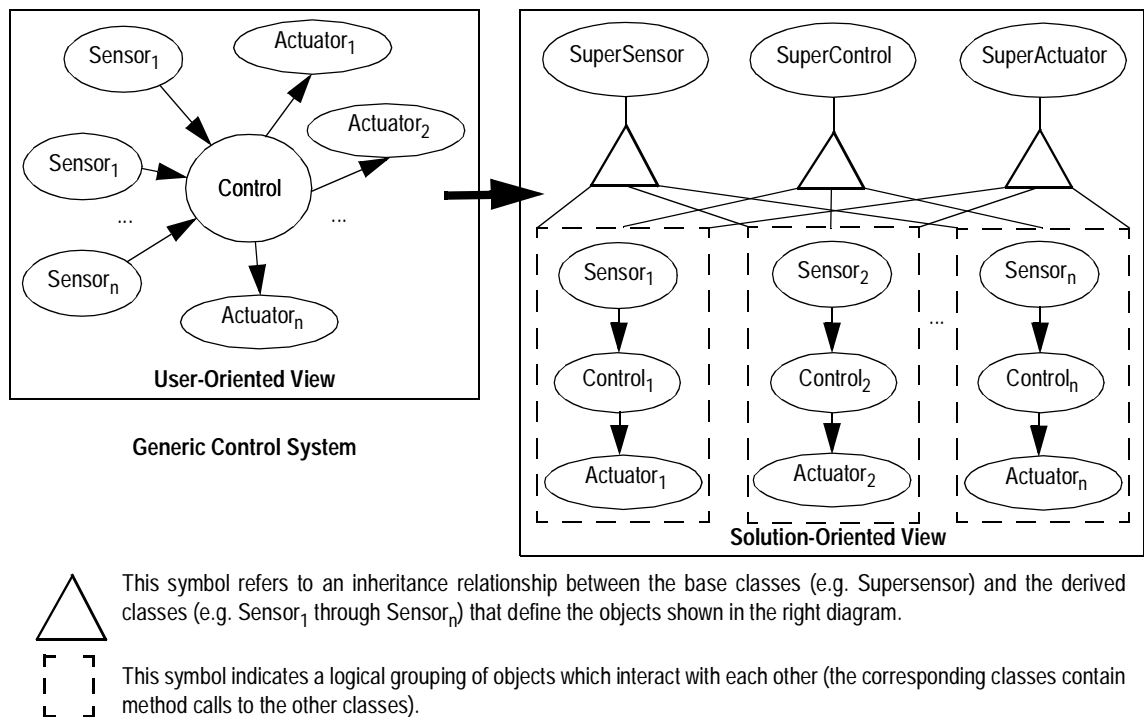 Sensor1
Actuator1
Actuator2
Sensor1
Control
...
...
Sensorn
Actuatorn
User-Oriented View
Generic Control System
SuperSensor
SuperControl
SuperActuator
Sensor1
Sensor2
Sensorn
...
Control1
Control2
Controln
Actuator1
Actuator2
Actuatorn
Solution-Oriented View
This symbol refers to an inheritance relationship between the base classes (e.g. Supersensor) and the derived
classes (e.g. Sensor1 through Sensorn) that define the objects shown in the right diagram.
This symbol indicates a logical grouping of objects which interact with each other (the corresponding classes contain
method calls to the other classes).